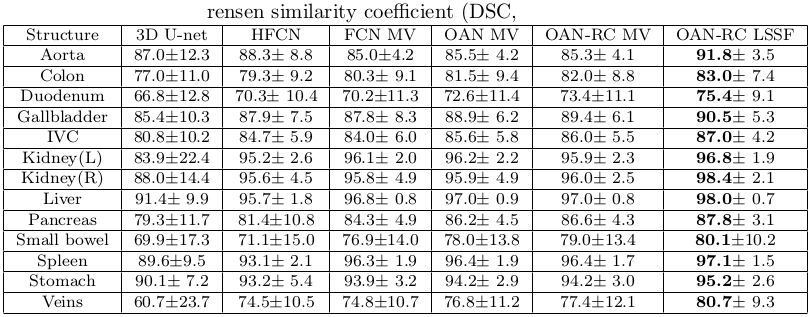 rensen similarity coefficient (DSC,
Structure 3D U-net HFCN FCN MV OAN MV OAN-RC MV OAN-RC LSSF
Aorta 87.0±12.3 88.3± 8.8 85.0±4.2 85.5± 4.2 85.3± 4.1 91.8± 3.5
Colon 77.0±11.0 79.3± 9.2 80.3± 9.1 81.5± 9.4 82.0± 8.8 83.0± 7.4
Duodenum 66.8±12.8 70.3± 10.4 70.2±11.3 72.6±11.4 73.4±11.1 75.4± 9.1
Gallbladder 85.4±10.3 87.9± 7.5 87.8± 8.3 88.9± 6.2 89.4± 6.1 90.5± 5.3
IVC 80.8±10.2 84.7± 5.9 84.0± 6.0 85.6± 5.8 86.0± 5.5 87.0± 4.2
Kidney(L) 83.9±22.4 95.2± 2.6 96.1± 2.0 96.2± 2.2 95.9± 2.3 96.8± 1.9
Kidney(R) 88.0±14.4 95.6± 4.5 95.8± 4.9 95.9± 4.9 96.0± 2.5 98.4± 2.1
Liver 91.4± 9.9 95.7± 1.8 96.8± 0.8 97.0± 0.9 97.0± 0.8 98.0± 0.7
Pancreas 79.3±11.7 81.4±10.8 84.3± 4.9 86.2± 4.5 86.6± 4.3 87.8± 3.1
Small bowel 69.9±17.3 71.1±15.0 76.9±14.0 78.0±13.8 79.0±13.4 80.1±10.2
Spleen 89.6±9.5 93.1± 2.1 96.3± 1.9 96.4± 1.9 96.4± 1.7 97.1± 1.5
Stomach 90.1± 7.2 93.2± 5.4 93.9± 3.2 94.2± 2.9 94.2± 3.0 95.2± 2.6
Veins 60.7±23.7 74.5±10.5 74.8±10.7 76.8±11.2 77.4±12.1 80.7± 9.3